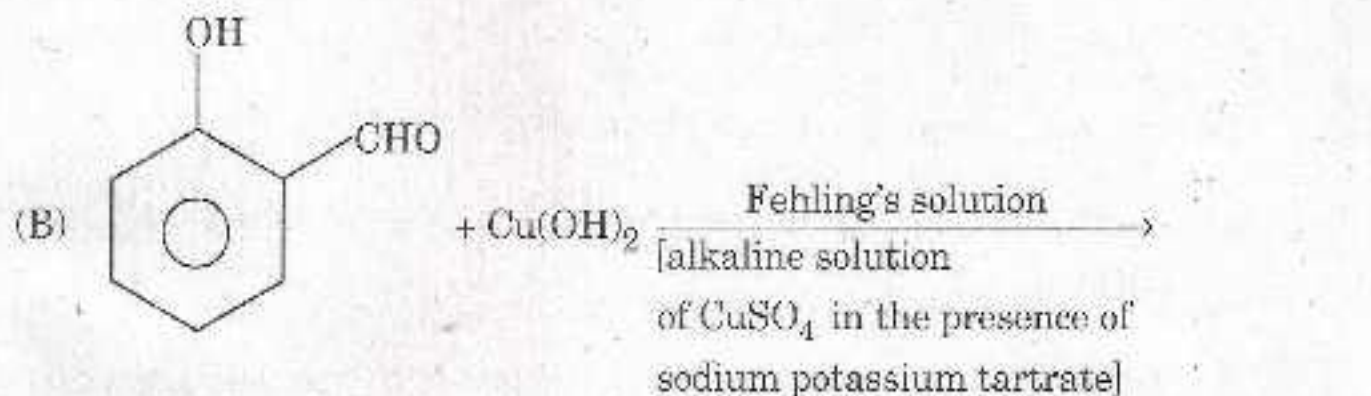 OH
CHO
(B)
+ Cu(OH)₂
Fehling's solution
[alkaline solution
of CuSO₄ in the presence of
sodium potassium tartrate]